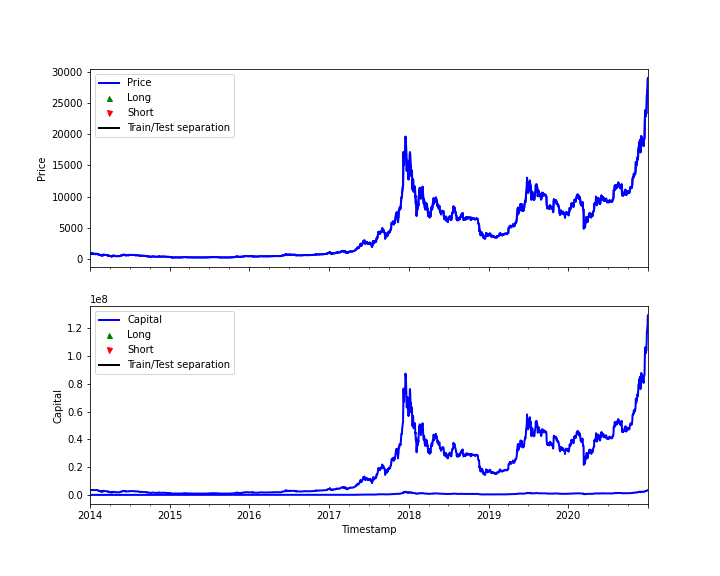 30000
25000
20000
15000
10000
5000
0
Price
Price
Long
Short
Train/Test separation
1e8
1.2
1.0
0.8
0.6
0.4
0.2
0.0
Capital
Capital
Long
Short
Train/Test separation
2014 2015 2016 2017 2018 2019 2020
Timestamp